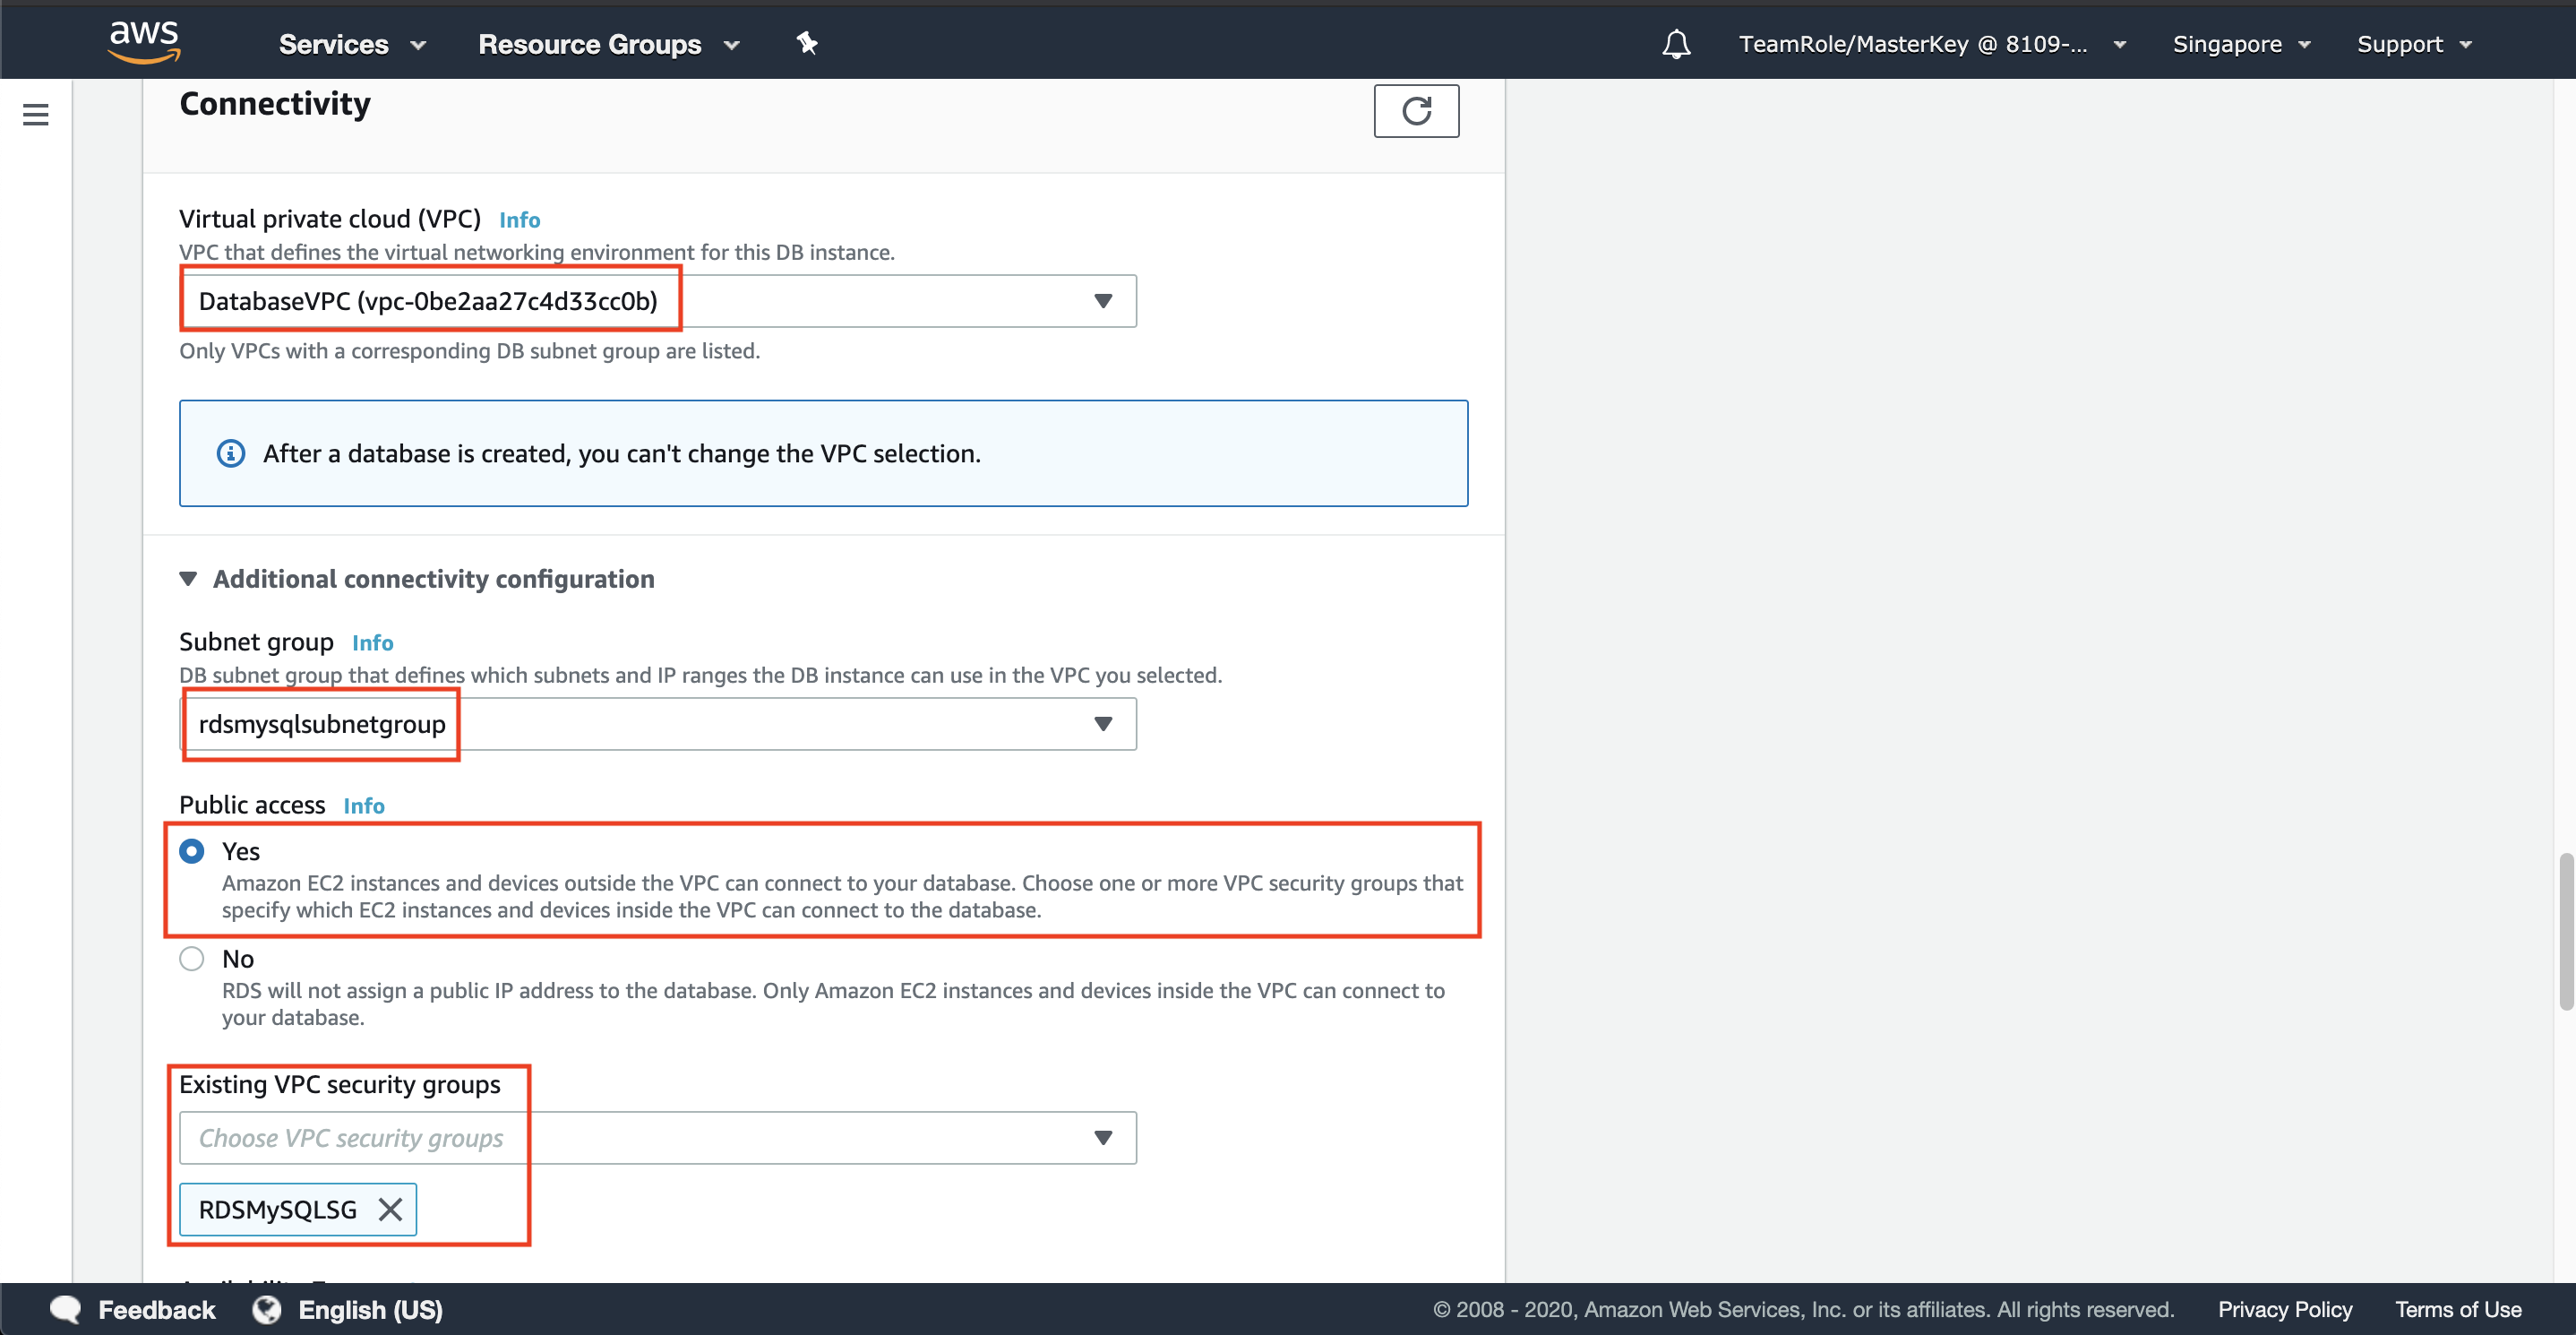 aws
Services
Resource Groups
TeamRole/MasterKey @ 8109-...
Singapore
Support
Connectivity
Virtual private cloud (VPC) Info
VPC that defines the virtual networking environment for this DB instance.
DatabaseVPC (vpc-0be2aa27c4d33cc0b)
Only VPCs with a corresponding DB subnet group are listed.
After a database is created, you can't change the VPC selection.
Additional connectivity configuration
Subnet group Info
DB subnet group that defines which subnets and IP ranges the DB instance can use in the VPC you selected.
rdsmysqlsubnetgroup
Public access Info
Yes
Amazon EC2 instances and devices outside the VPC can connect to your database. Choose one or more VPC security groups that
specify which EC2 instances and devices inside the VPC can connect to the database.
No
RDS will not assign a public IP address to the database. Only Amazon EC2 instances and devices inside the VPC can connect to
your database.
Existing VPC security groups
Choose VPC security groups
RDSMySQLSG
Feedback
English (US)
© 2008 - 2020, Amazon Web Services, Inc. or its affiliates. All rights reserved.
Privacy Policy
Terms of Use